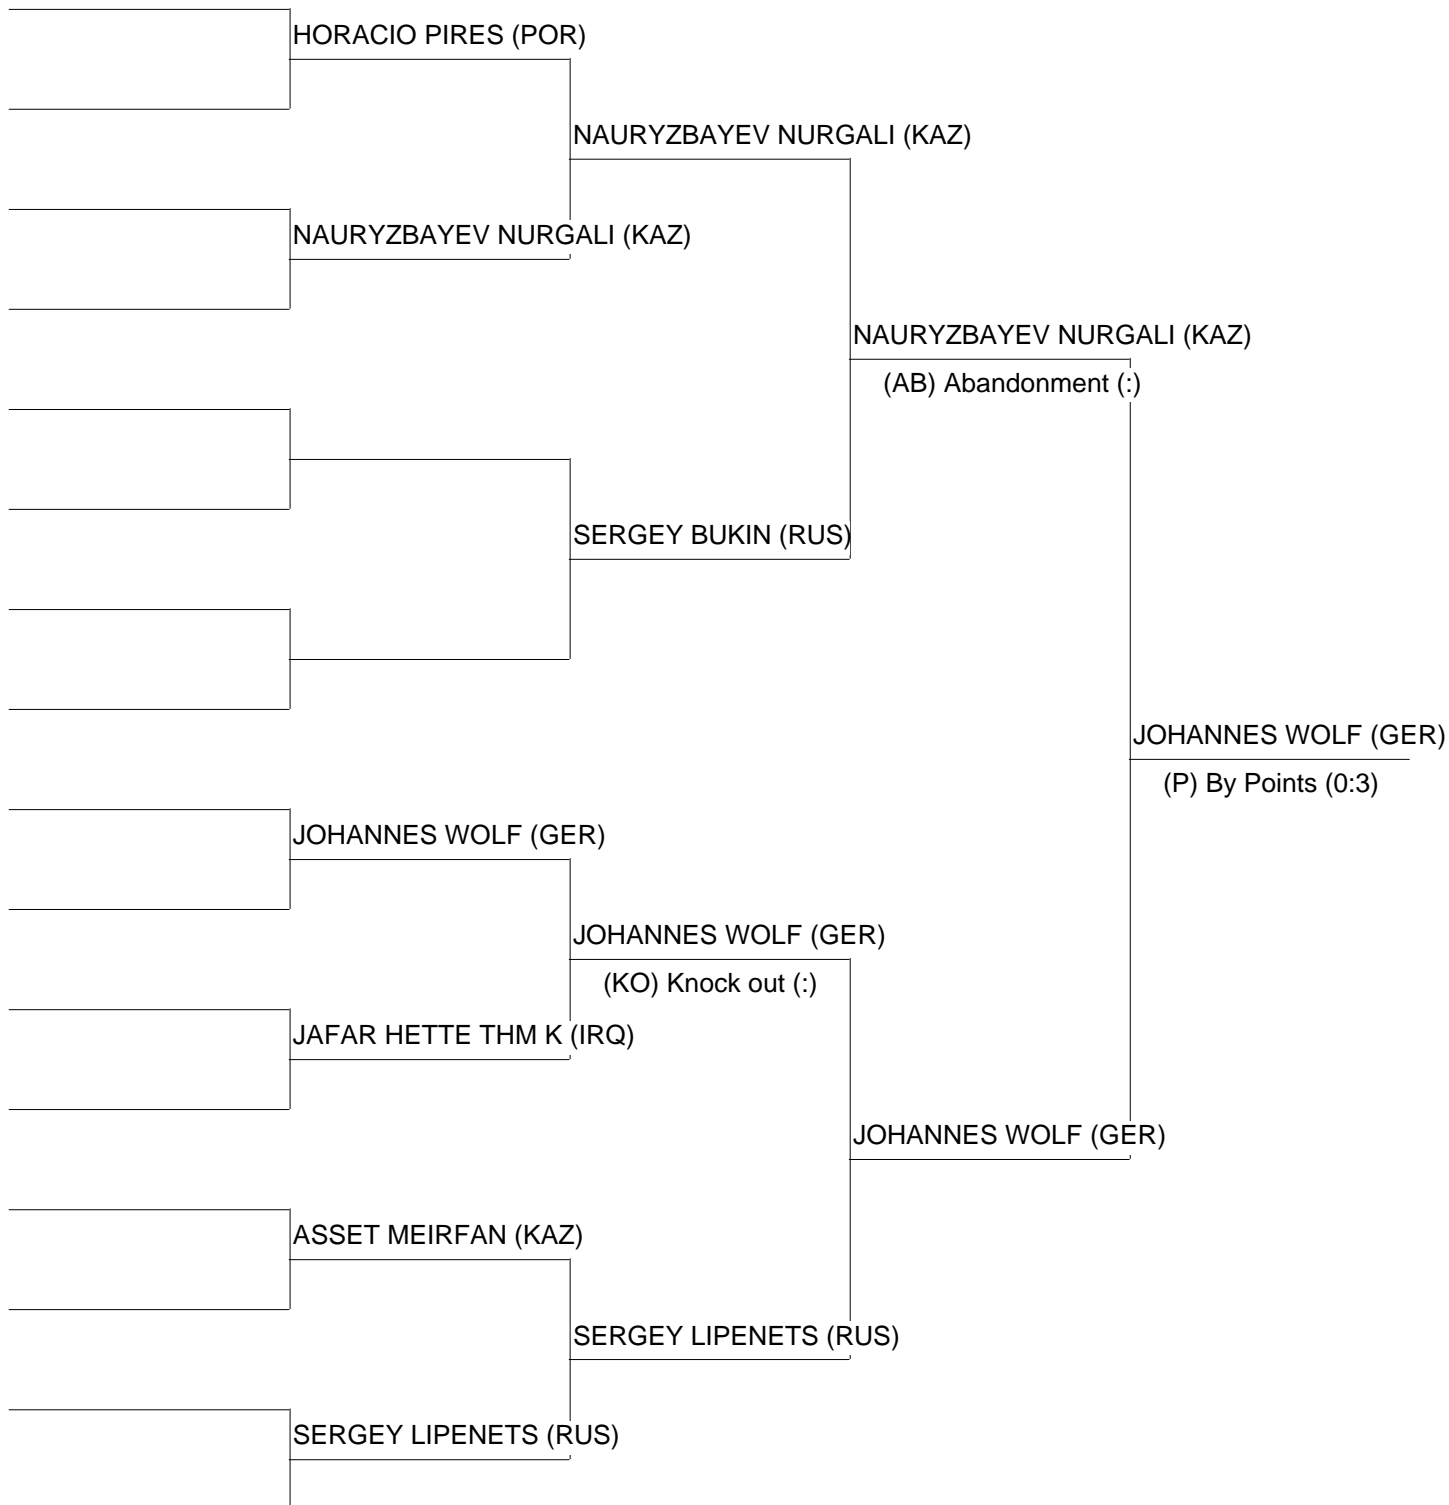 HORACIO PIRES (POR)
NAURYZBAYEV NURGALI (KAZ)
NAURYZBAYEV NURGALI (KAZ)
NAURYZBAYEV NURGALI (KAZ)
(AB) Abandonment (:)
SERGEY BUKIN (RUS)
JOHANNES WOLF (GER)
(P) By Points (0:3)
JOHANNES WOLF (GER)
JOHANNES WOLF (GER)
(KO) Knock out (:)
JAFAR HETTE THM K (IRQ)
JOHANNES WOLF (GER)
ASSET MEIRFAN (KAZ)
SERGEY LIPENETS (RUS)
SERGEY LIPENETS (RUS)